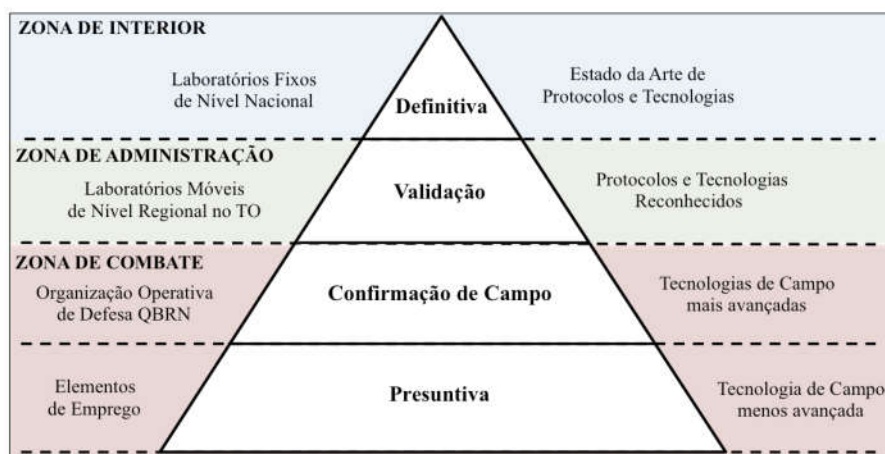 ZONA DE INTERIOR
Laboratórios Fixos
de Nível Nacional
Definitiva
Estado da Arte de
Protocolos e Tecnologias
ZONA DE ADMINISTRAÇÃO
Laboratórios Móveis
de Nível Regional no TO
Validação
Protocolos e Tecnologias
Reconhecidos
ZONA DE COMBATE
Organização Operativa
de Defesa QBRN
Confirmação de Campo
Tecnologias de Campo
mais avançadas
Elementos
de Emprego
Presuntiva
Tecnologia de Campo
menos avançada